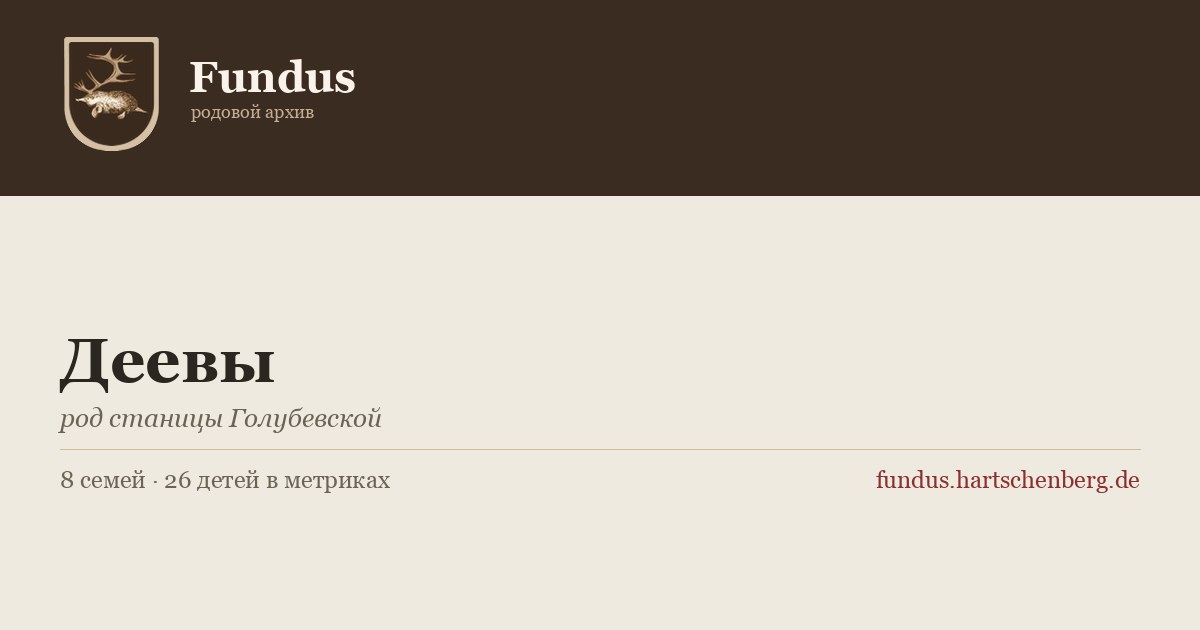 Fundus
родовой архив
Деевы
род станицы Голубевской
8 семей · 26 детей в метриках
fundus.hartschenberg.de